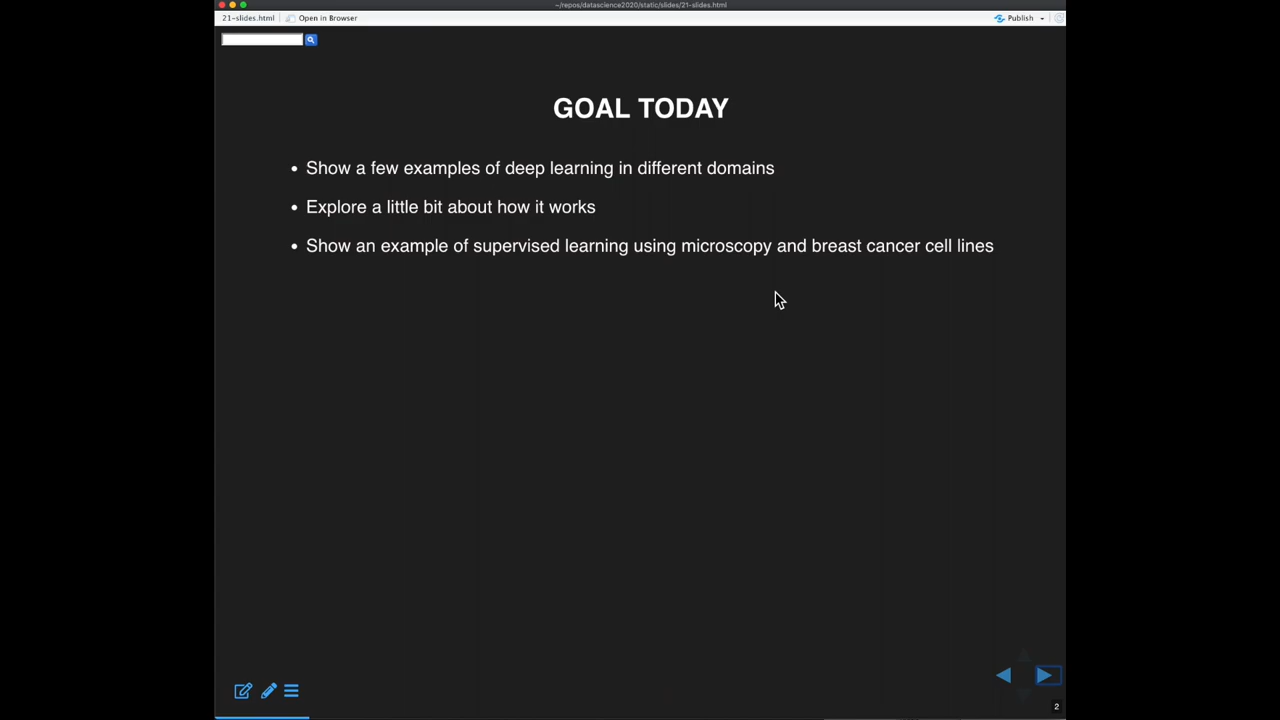 ~/repos/datascience2020/static/slides/21-slides.html
21-slides.html
Open in Browser
Publish
GOAL TODAY
Show a few examples of deep learning in different domains
Explore a little bit about how it works
Show an example of supervised learning using microscopy and breast cancer cell lines
2